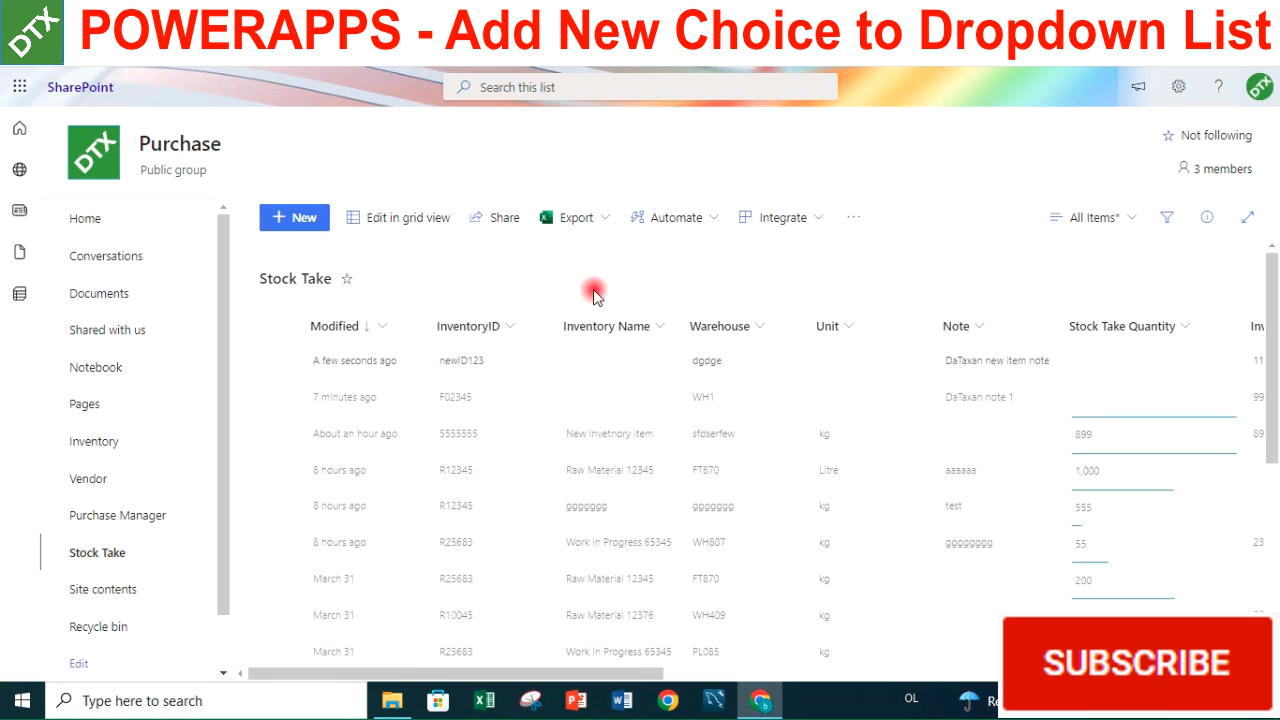 DTX POWERAPPS - Add New Choice to Dropdown List
SharePoint Search this list ? DTX
DTX Purchase Not following
Public group 3 members
+ New Edit in grid view Share Export Automate Integrate ... All Items*
Home
Conversations
Documents
Shared with us
Notebook
Pages
Inventory
Vendor
Purchase Manager
Stock Take
Site contents
Recycle bin
Edit
Stock Take
Modified InventoryID Inventory Name Warehouse Unit Note Stock Take Quantity
A few seconds ago newID123 dgdge DaTaxan new item note 11
7 minutes ago F02345 WH1 DaTaxan note 1 99
About an hour ago 5555555 New Invetnory item sfdserfew kg 899 89
8 hours ago R12345 Raw Material 12345 FT870 Litre aaaaaa 1,000
8 hours ago R12345 ggggggg ggggggg kg test 555
8 hours ago R25683 Work in Progress 65345 WH807 kg gggggggg 55 23
March 31 R25683 Raw Material 12345 FT870 kg 200
March 31 R10045 Raw Material 12376 WH409 kg
March 31 R25683 Work in Progress 65345 PL085 kg
SUBSCRIBE
Type here to search OL